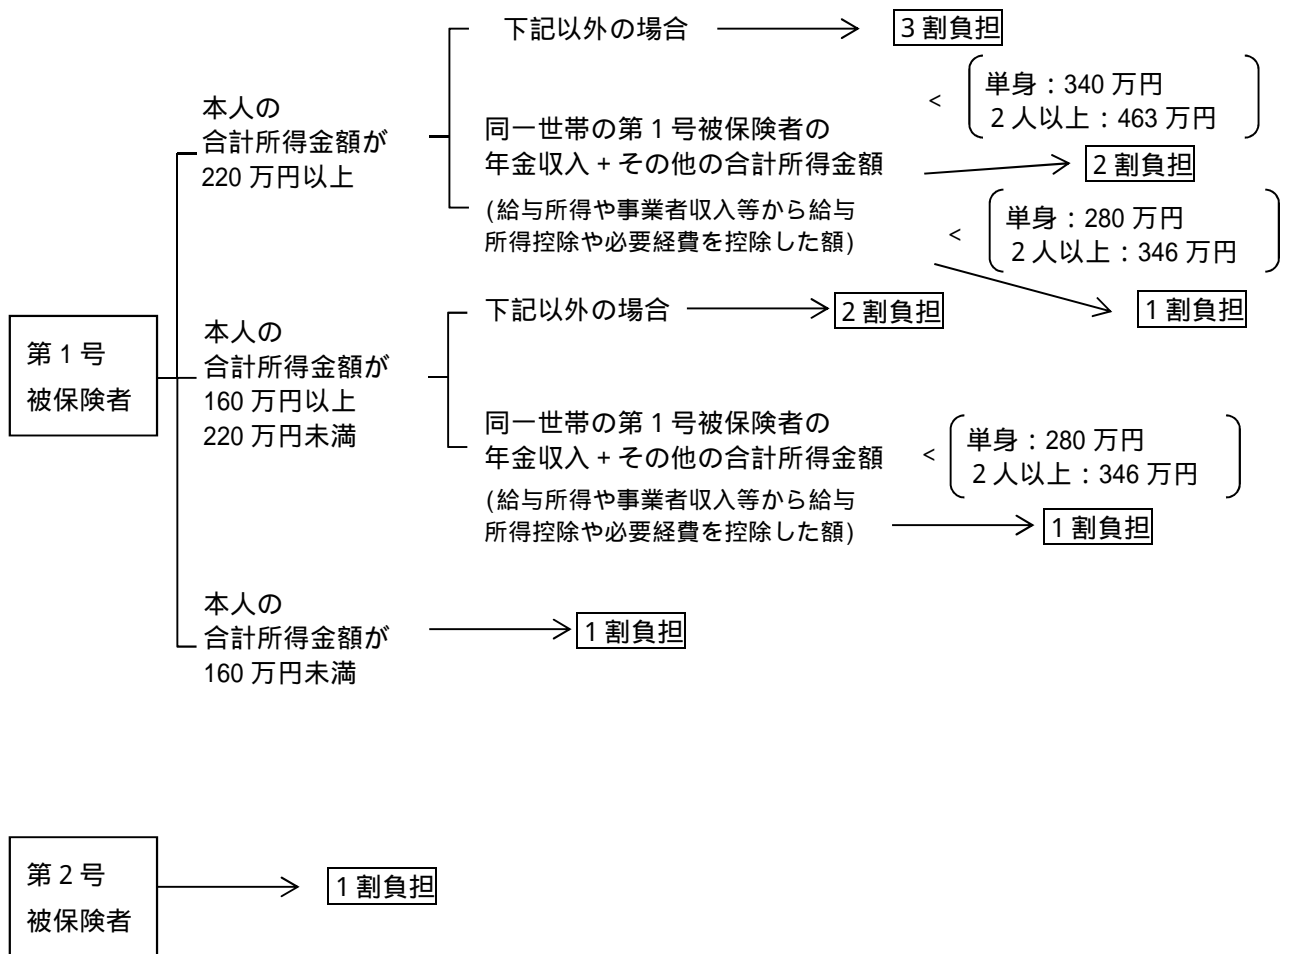 下記以外の場合
3割負担
本人の
合計所得金額が
220万円以上
同一世帯の第1号被保険者の
年金収入+その他の合計所得金額
(給与所得や事業者収入等から給与
所得控除や必要経費を控除した額)
<
単身:340万円
2人以上:463万円
2割負担
<
単身:280万円
2人以上:346万円
1割負担
第1号
被保険者
本人の
合計所得金額が
160万円以上
220万円未満
下記以外の場合
2割負担
同一世帯の第1号被保険者の
年金収入+その他の合計所得金額
(給与所得や事業者収入等から給与
所得控除や必要経費を控除した額)
<
単身:280万円
2人以上:346万円
1割負担
本人の
合計所得金額が
160万円未満
1割負担
第2号
被保険者
1割負担